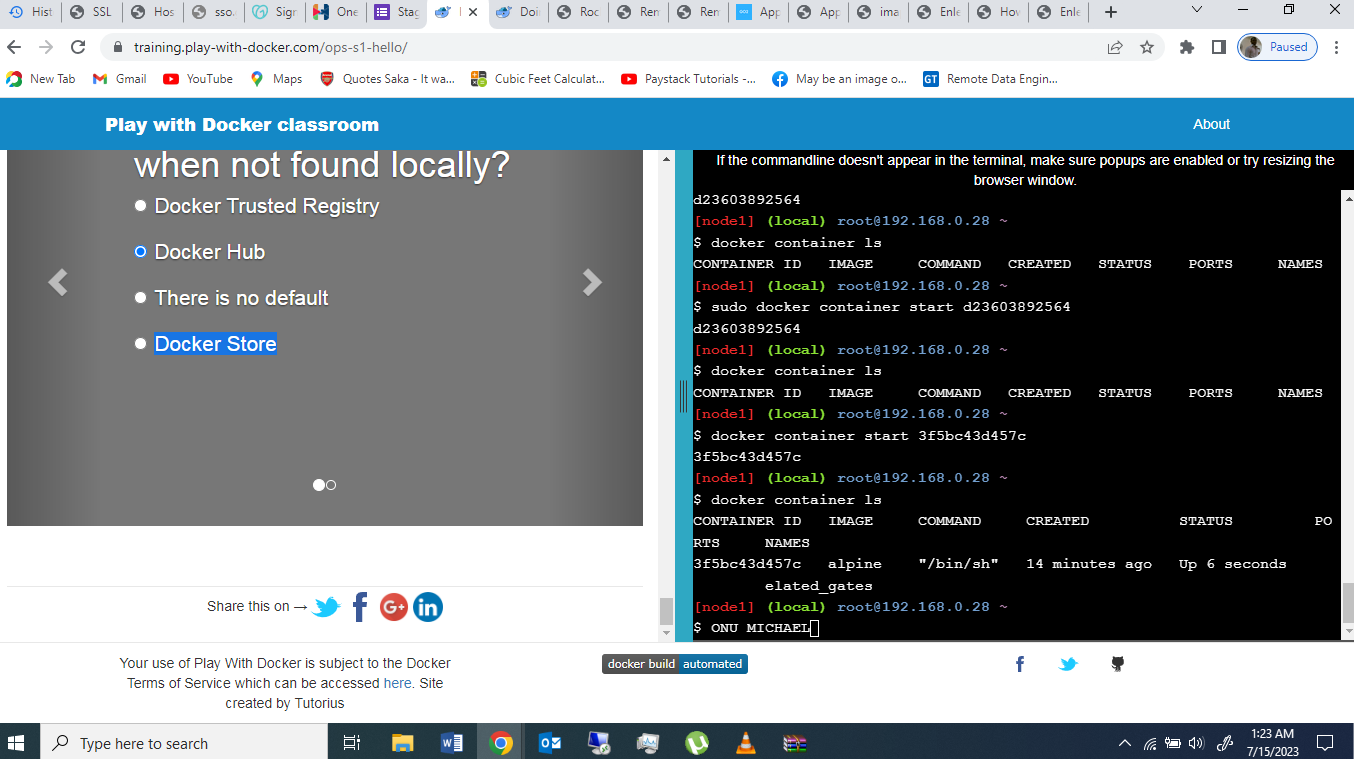 Hist
SSL
Hos
sso.
Sigr
One
Stag
Doi
Roc
Ren
Ren
App
App
ima
Enle
Hov
Enle
training.play-with-docker.com/ops-s1-hello/
Paused
New Tab
Gmail
YouTube
Maps
Quotes Saka - It wa...
Cubic Feet Calculat...
Paystack Tutorials -...
May be an image o...
GT
Remote Data Engin...
Play with Docker classroom
About
when not found locally?
Docker Trusted Registry
Docker Hub
There is no default
Docker Store
Share this on →
If the commandline doesn't appear in the terminal, make sure popups are enabled or try resizing the
browser window.
d23603892564
[node1] (local) root@192.168.0.28 ~
$ docker container ls
CONTAINER ID   IMAGE     COMMAND   CREATED   STATUS    PORTS     NAMES
[node1] (local) root@192.168.0.28 ~
$ sudo docker container start d23603892564
d23603892564
[node1] (local) root@192.168.0.28 ~
$ docker container ls
CONTAINER ID   IMAGE     COMMAND   CREATED   STATUS    PORTS     NAMES
[node1] (local) root@192.168.0.28 ~
$ docker container start 3f5bc43d457c
3f5bc43d457c
[node1] (local) root@192.168.0.28 ~
$ docker container ls
CONTAINER ID   IMAGE     COMMAND     CREATED          STATUS         PO
RTS     NAMES
3f5bc43d457c   alpine    "/bin/sh"   14 minutes ago   Up 6 seconds
elated_gates
[node1] (local) root@192.168.0.28 ~
$ ONU MICHAEL
Your use of Play With Docker is subject to the Docker
Terms of Service which can be accessed here. Site
created by Tutorius
docker build automated
Type here to search
1:23 AM
7/15/2023